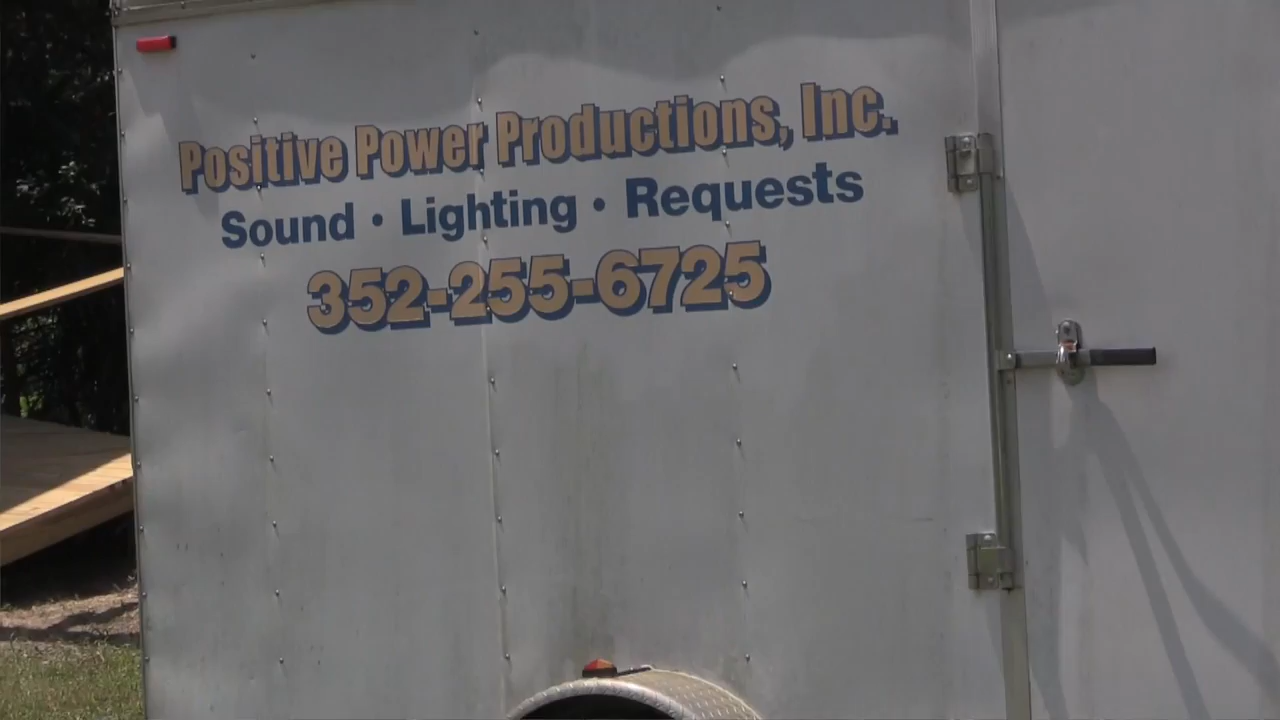 Positive Power Productions, Inc.
Sound • Lighting • Requests
352-255-6725